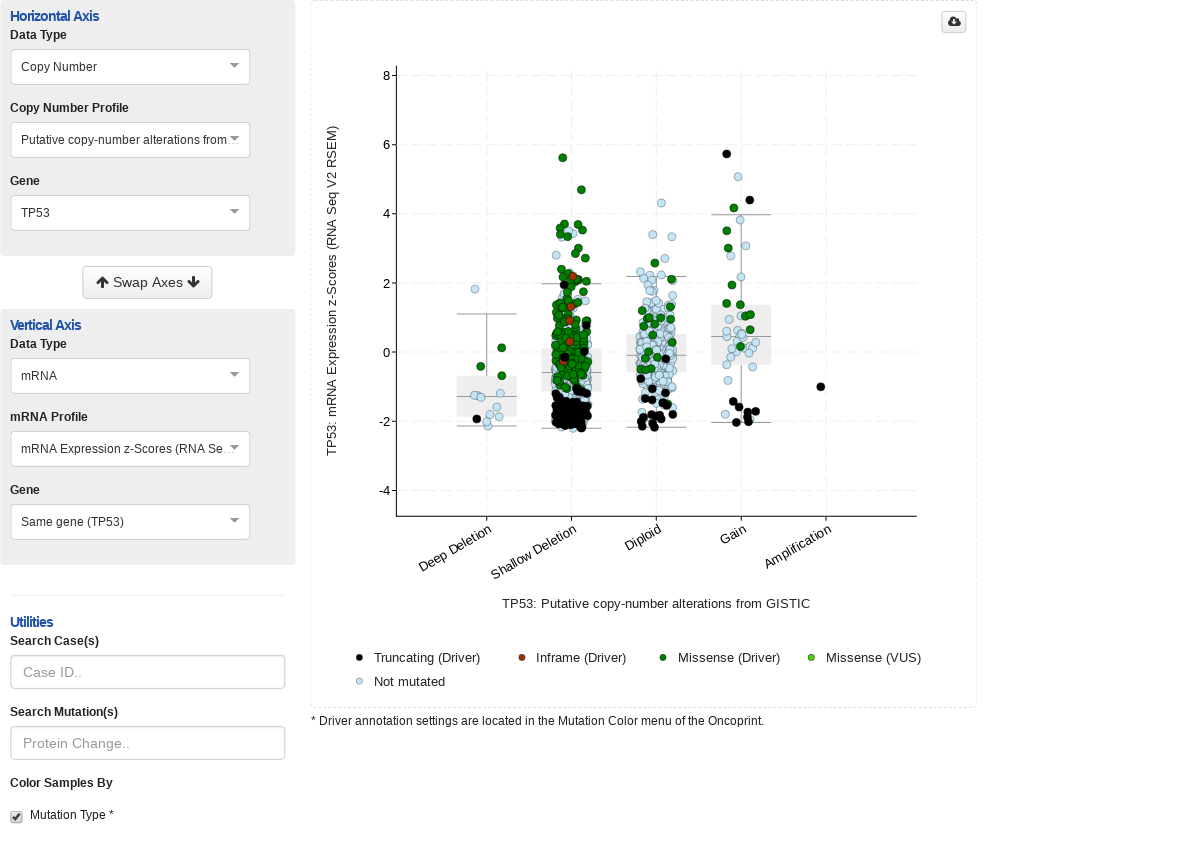 Horizontal Axis
Data Type
Copy Number
Copy Number Profile
Putative copy-number alterations from...
Gene
TP53
Swap Axes
Vertical Axis
Data Type
mRNA
mRNA Profile
mRNA Expression z-Scores (RNA Se...
Gene
Same gene (TP53)
Utilities
Search Case(s)
Case ID..
Search Mutation(s)
Protein Change..
Color Samples By
Mutation Type *
TP53: mRNA Expression z-Scores (RNA Seq V2 RSEM)
8
6
4
2
0
-2
-4
Deep Deletion
Shallow Deletion
Diploid
Gain
Amplification
TP53: Putative copy-number alterations from GISTIC
Truncating (Driver) Inframe (Driver) Missense (Driver) Missense (VUS)
Not mutated
* Driver annotation settings are located in the Mutation Color menu of the Oncoprint.